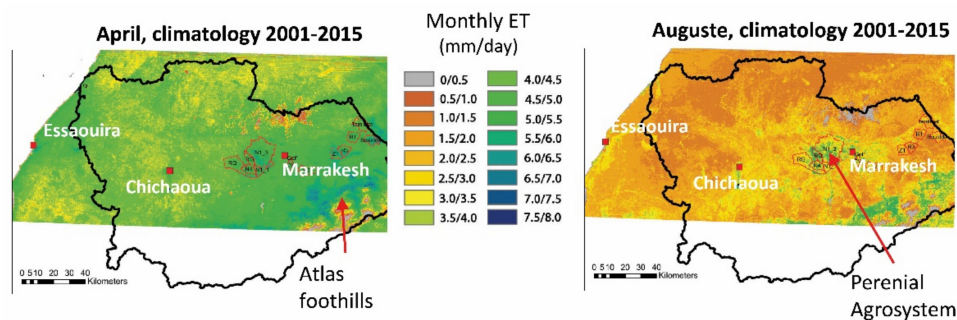 April, climatology 2001-2015
Essaouira
Chichaoua
Marrakesh
N1_3
R3
0 5 10 20 30 40
Kilometers
Atlas
foothills
Monthly ET
(mm/day)
0/0.5
0.5/1.0
1.0/1.5
1.5/2.0
2.0/2.5
2.5/3.0
3.0/3.5
3.5/4.0
4.0/4.5
4.5/5.0
5.0/5.5
5.5/6.0
6.0/6.5
6.5/7.0
7.0/7.5
7.5/8.0
Auguste, climatology 2001-2015
Essaouira
Chichaoua
Marrakesh
R3
0 5 10 20 30 40
Kilometers
Perenial
Agrosystem